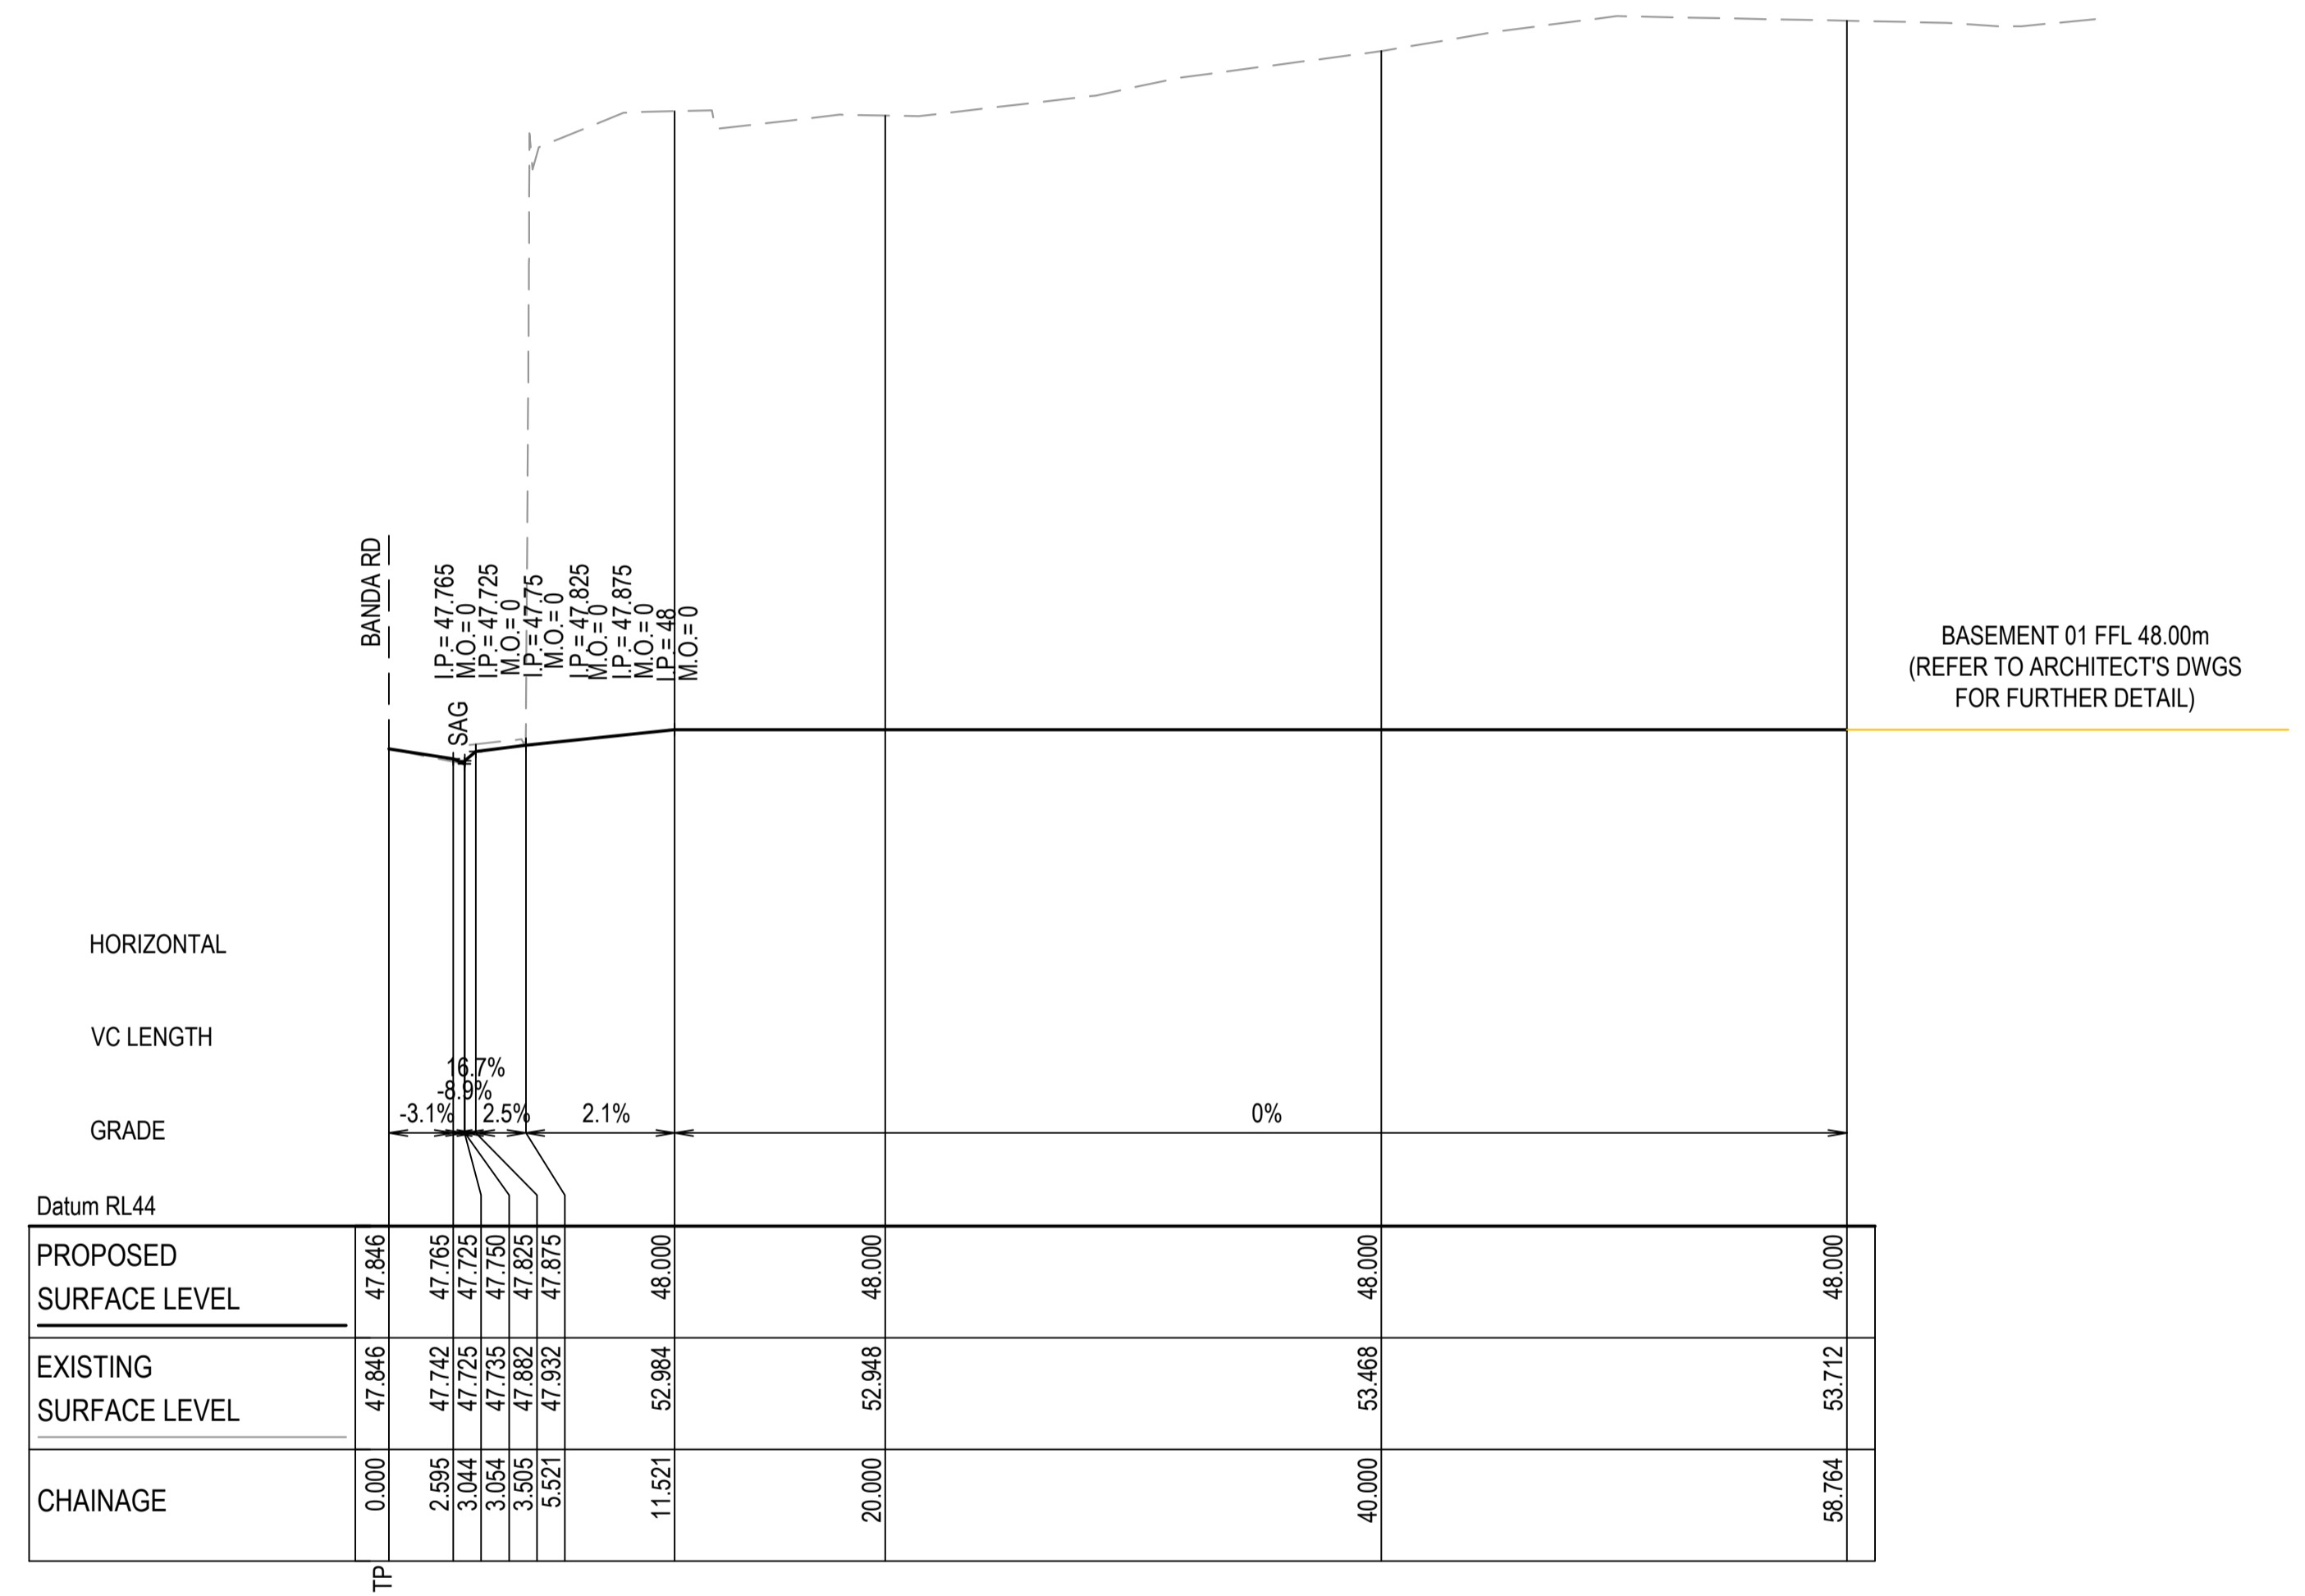 BANDA RD
I.P.= 47.765
M.O.= 0
I.P.= 47.725
M.O.= 0
I.P.= 47.75
M.O.= 0
I.P.= 47.825
M.O.= 0
I.P.= 47.875
M.O.= 0
I.P.= 48
M.O.= 0
SAG
BASEMENT 01 FFL 48.00m
(REFER TO ARCHITECT'S DWGS
FOR FURTHER DETAIL)
HORIZONTAL
VC LENGTH
16.7%
-8.9%
GRADE -3.1% 2.5% 2.1% 0%
Datum RL44
PROPOSED
SURFACE LEVEL
47.846 47.765 47.725 47.750 47.825 47.875 48.000 48.000 48.000 48.000
EXISTING
SURFACE LEVEL
47.846 47.742 47.725 47.735 47.882 47.932 52.984 52.948 53.468 53.712
CHAINAGE 0.000 2.595 3.044 3.054 3.505 5.521 11.521 20.000 40.000 58.764
TP